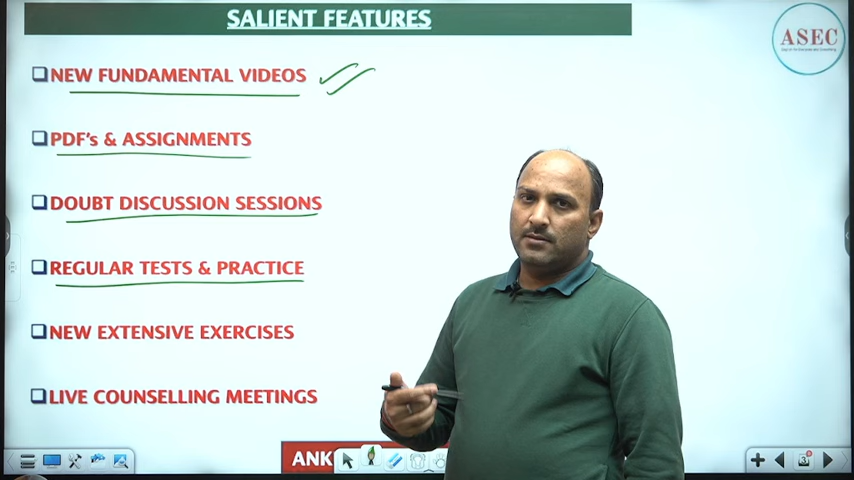 SALIENT FEATURES
ASEC
NEW FUNDAMENTAL VIDEOS
PDF's & ASSIGNMENTS
DOUBT DISCUSSION SESSIONS
REGULAR TESTS & PRACTICE
NEW EXTENSIVE EXERCISES
LIVE COUNSELLING MEETINGS
ANK
3